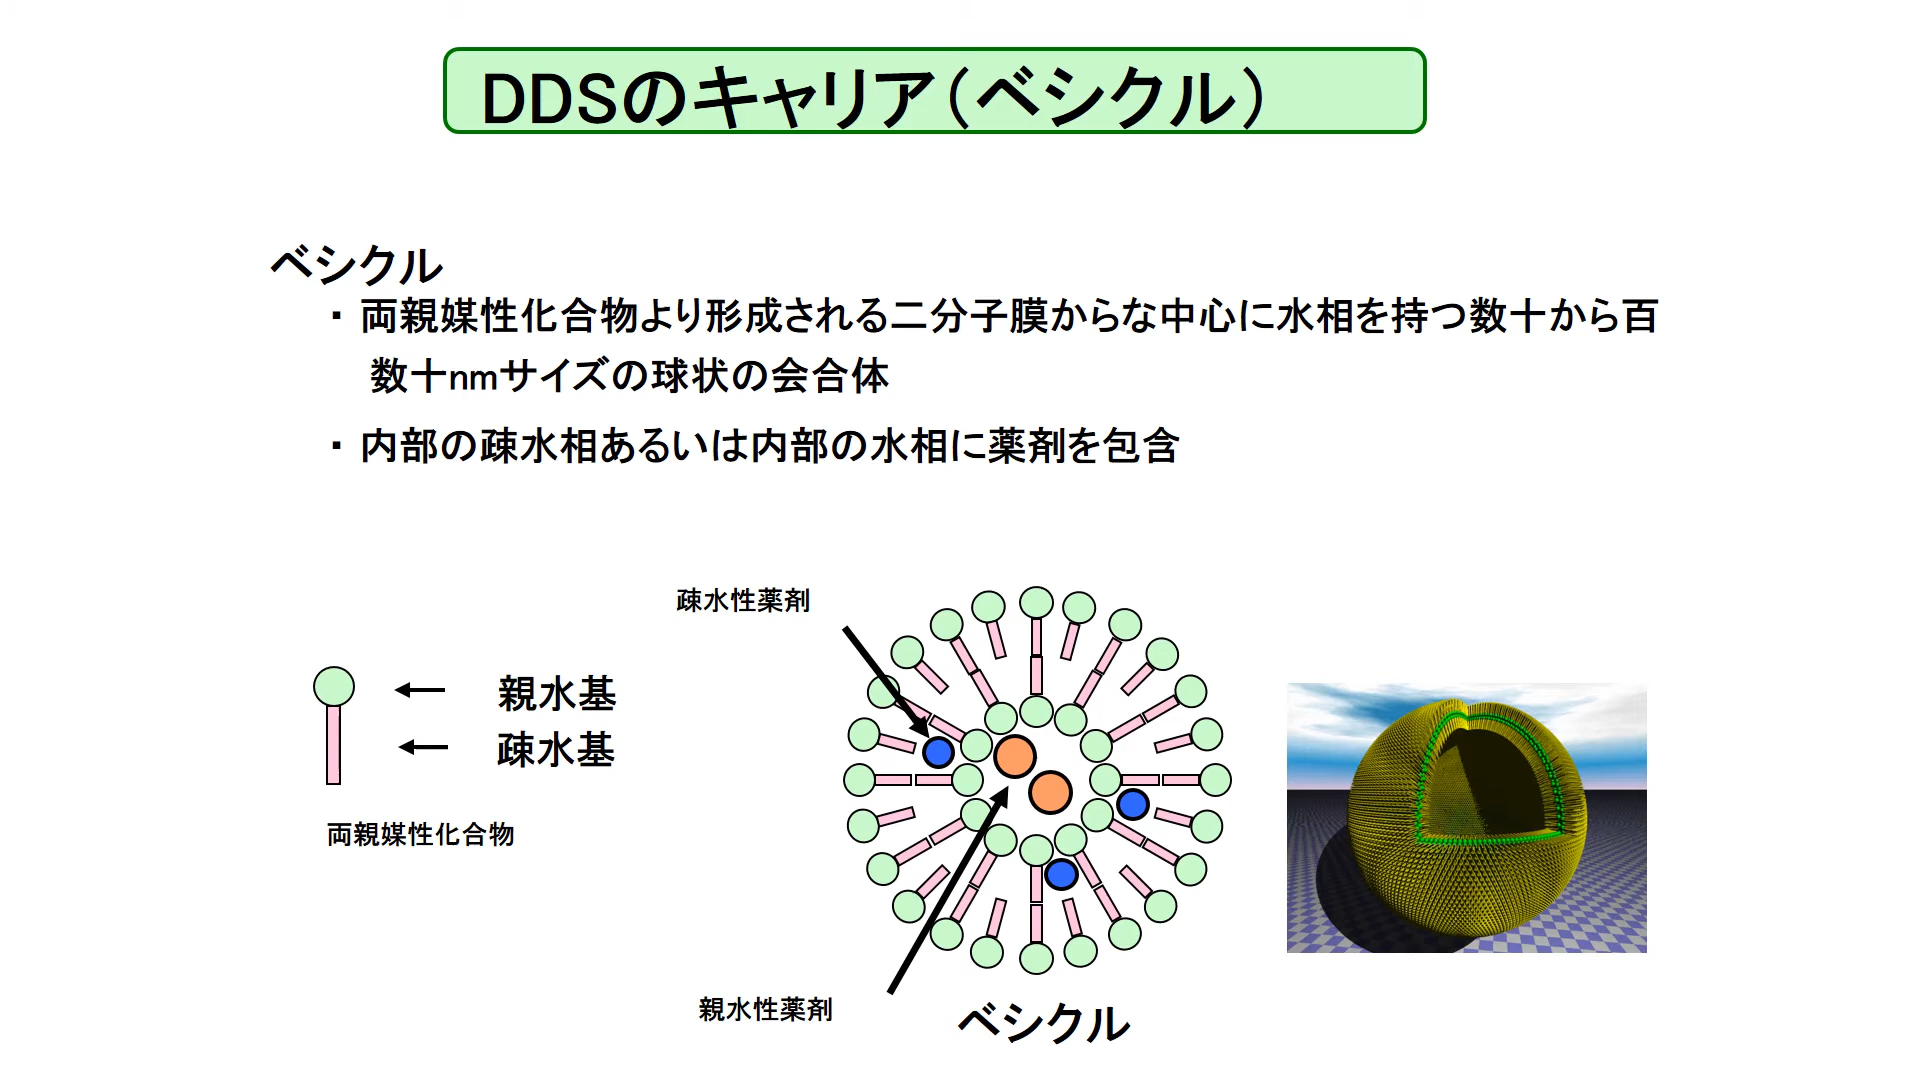 DDSのキャリア（ベシクル）
ベシクル
・ 両親媒性化合物より形成される二分子膜からな中心に水相を持つ数十から百
数十nmサイズの球状の会合体
・ 内部の疎水相あるいは内部の水相に薬剤を包含
疎水性薬剤
親水基
疎水基
両親媒性化合物
親水性薬剤
ベシクル